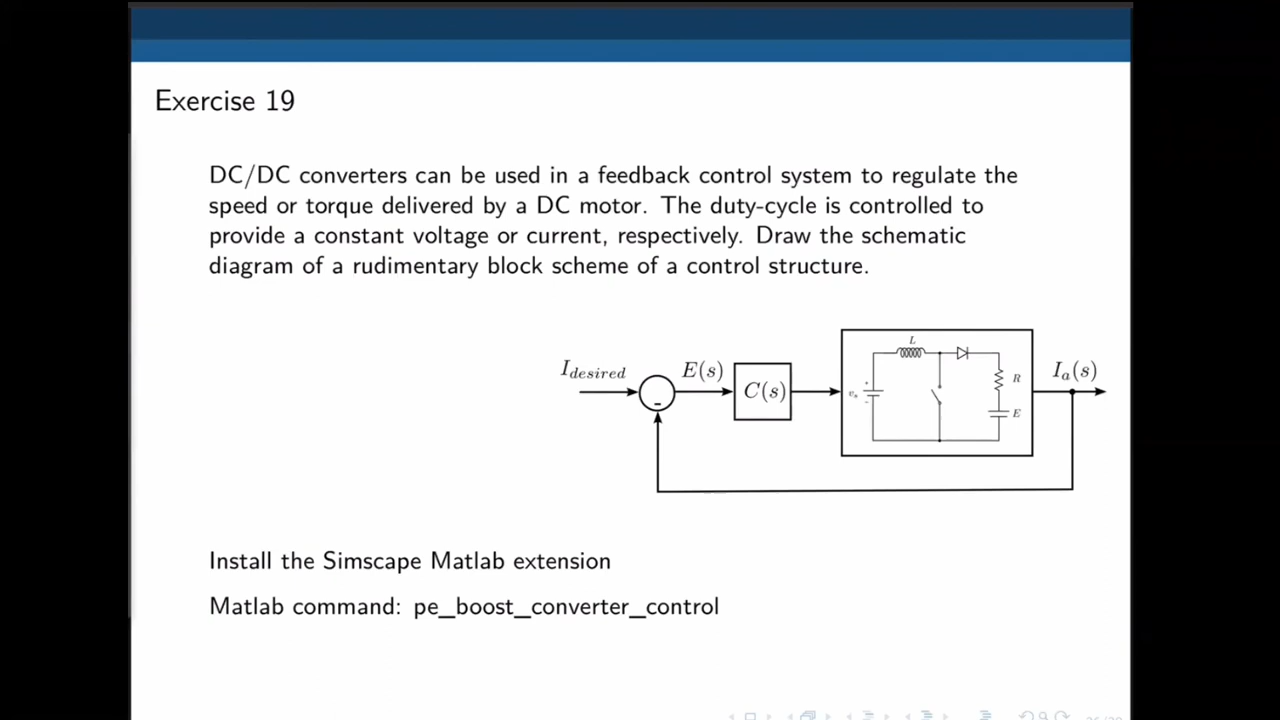 Exercise 19
DC/DC converters can be used in a feedback control system to regulate the
speed or torque delivered by a DC motor. The duty-cycle is controlled to
provide a constant voltage or current, respectively. Draw the schematic
diagram of a rudimentary block scheme of a control structure.
I_desired
E(s)
C(s)
L
+
v_s
-
R
E
I_a(s)
-
Install the Simscape Matlab extension
Matlab command: pe_boost_converter_control